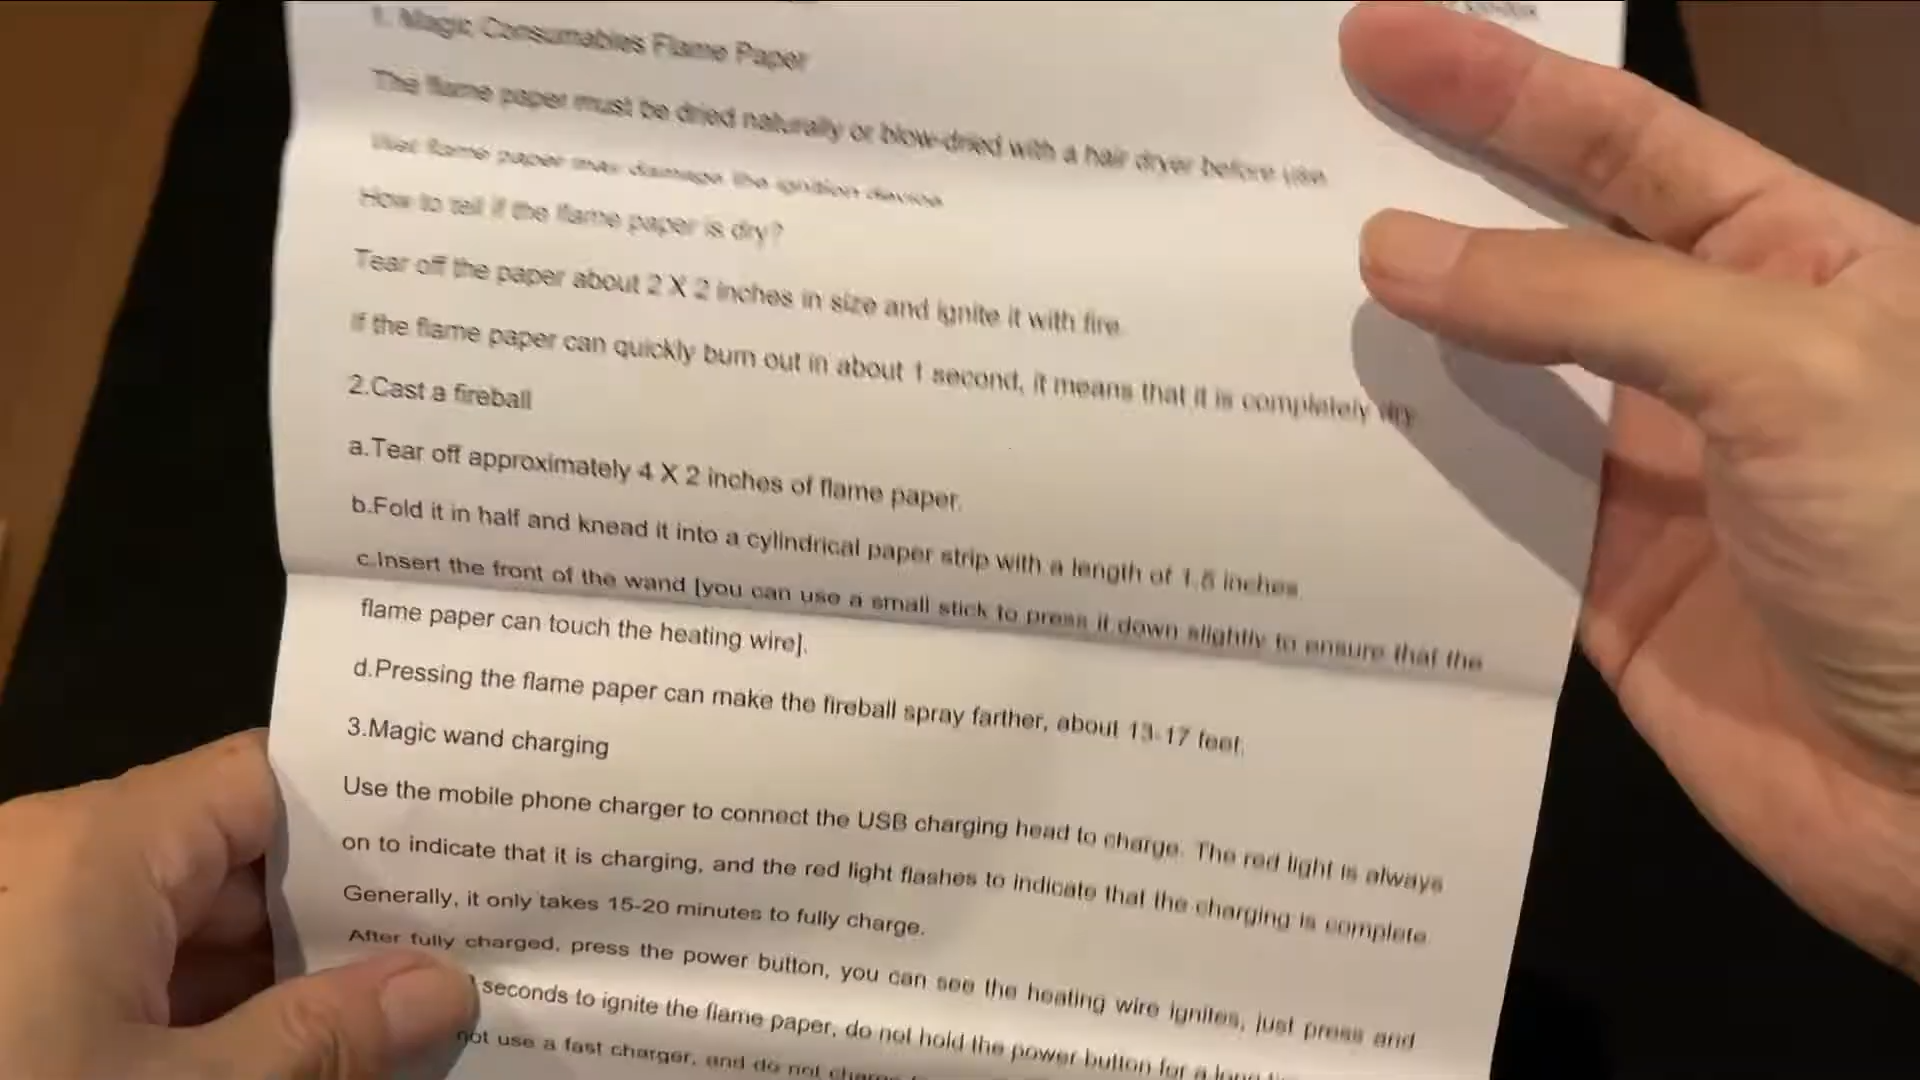 1. Magic Consumables Flame Paper
The flame paper must be dried naturally or blow-dried with a hair dryer before use
Wet flame paper may damage the ignition device
How to tell if the flame paper is dry?
Tear off the paper about 2 X 2 inches in size and ignite it with fire
If the flame paper can quickly burn out in about 1 second, it means that it is completely dry
2.Cast a fireball
a.Tear off approximately 4 X 2 inches of flame paper.
b.Fold it in half and knead it into a cylindrical paper strip with a length of 1.5 inches
c.Insert the front of the wand [you can use a small stick to press it down slightly to ensure that the
flame paper can touch the heating wire].
d.Pressing the flame paper can make the fireball spray farther, about 13-17 feet.
3.Magic wand charging
Use the mobile phone charger to connect the USB charging head to charge. The red light is always
on to indicate that it is charging, and the red light flashes to indicate that the charging is complete
Generally, it only takes 15-20 minutes to fully charge.
After fully charged, press the power button, you can see the heating wire ignites, just press and
seconds to ignite the flame paper, do not hold the power button for a long
not use a fast charger, and do not charge